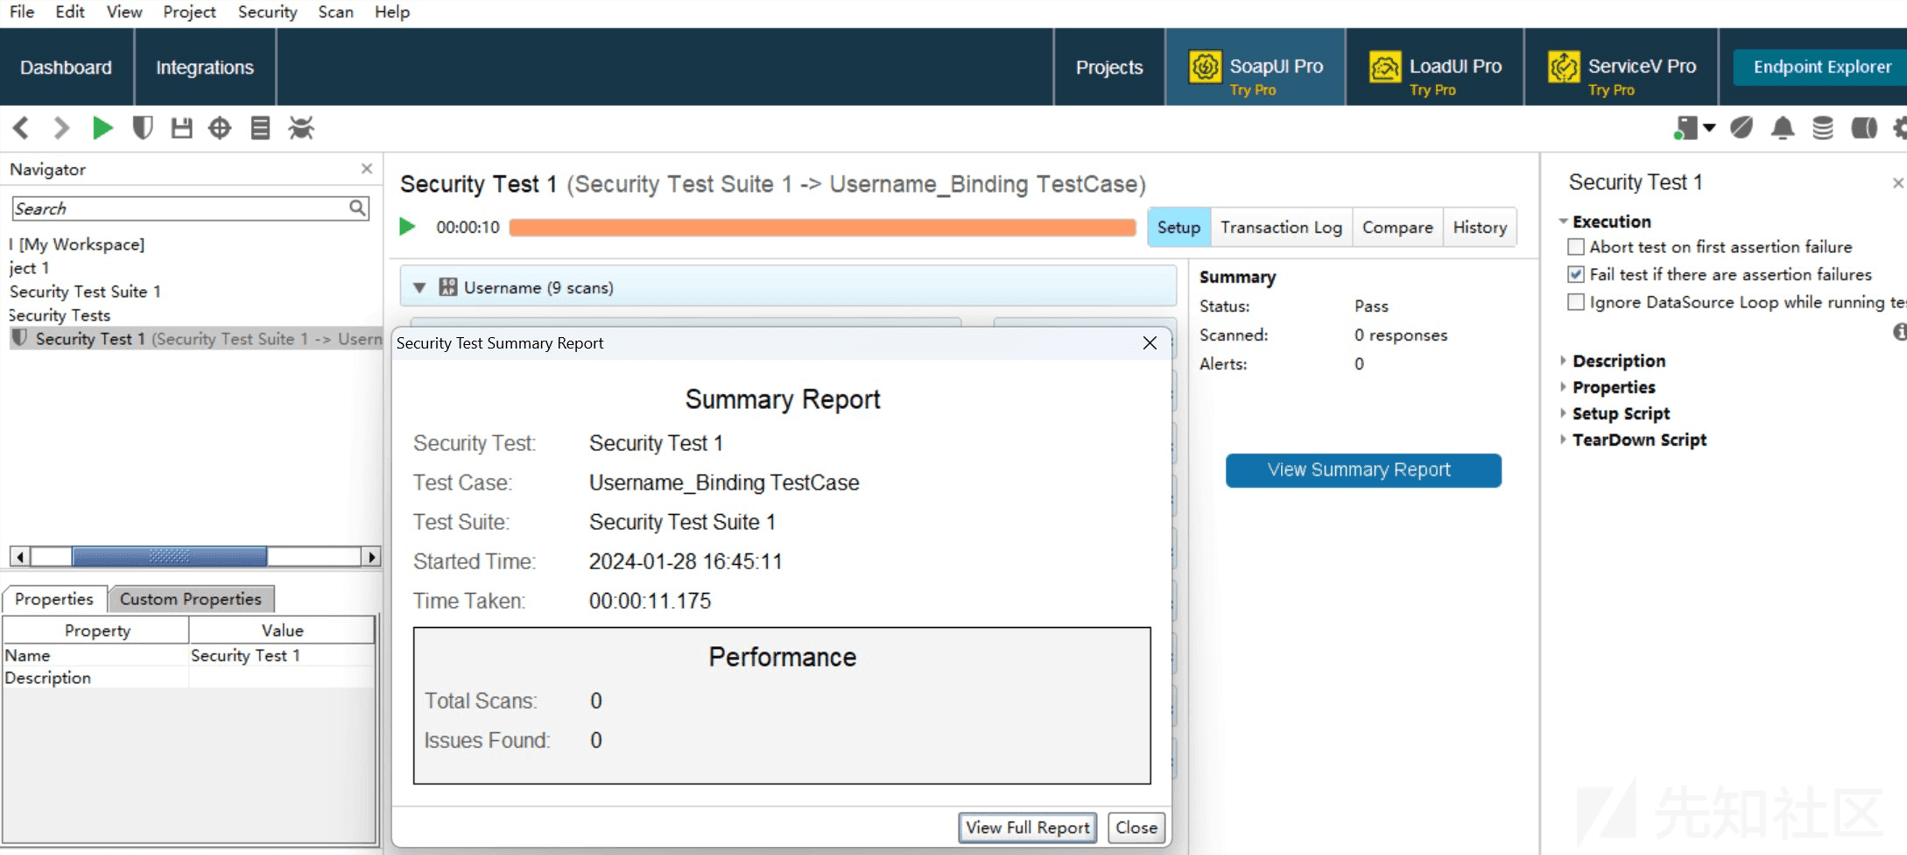 File Edit View Project Security Scan Help
Dashboard Integrations Projects SoapUI Pro Try Pro LoadUI Pro Try Pro ServiceV Pro Try Pro Endpoint Explorer
Navigator
Search
l [My Workspace]
ject 1
Security Test Suite 1
Security Tests
Security Test 1 (Security Test Suite 1 -> Usern
Properties Custom Properties
Property Value
Name Security Test 1
Description
Security Test 1 (Security Test Suite 1 -> Username_Binding TestCase)
00:00:10 Setup Transaction Log Compare History
SO
AP
Username (9 scans)
Summary
Status: Pass
Scanned: 0 responses
Alerts: 0
View Summary Report
Security Test Summary Report
Summary Report
Security Test: Security Test 1
Test Case: Username_Binding TestCase
Test Suite: Security Test Suite 1
Started Time: 2024-01-28 16:45:11
Time Taken: 00:00:11.175
Performance
Total Scans: 0
Issues Found: 0
View Full Report Close
Security Test 1
Execution
Abort test on first assertion failure
Fail test if there are assertion failures
Ignore DataSource Loop while running te
Description
Properties
Setup Script
TearDown Script
先知社区